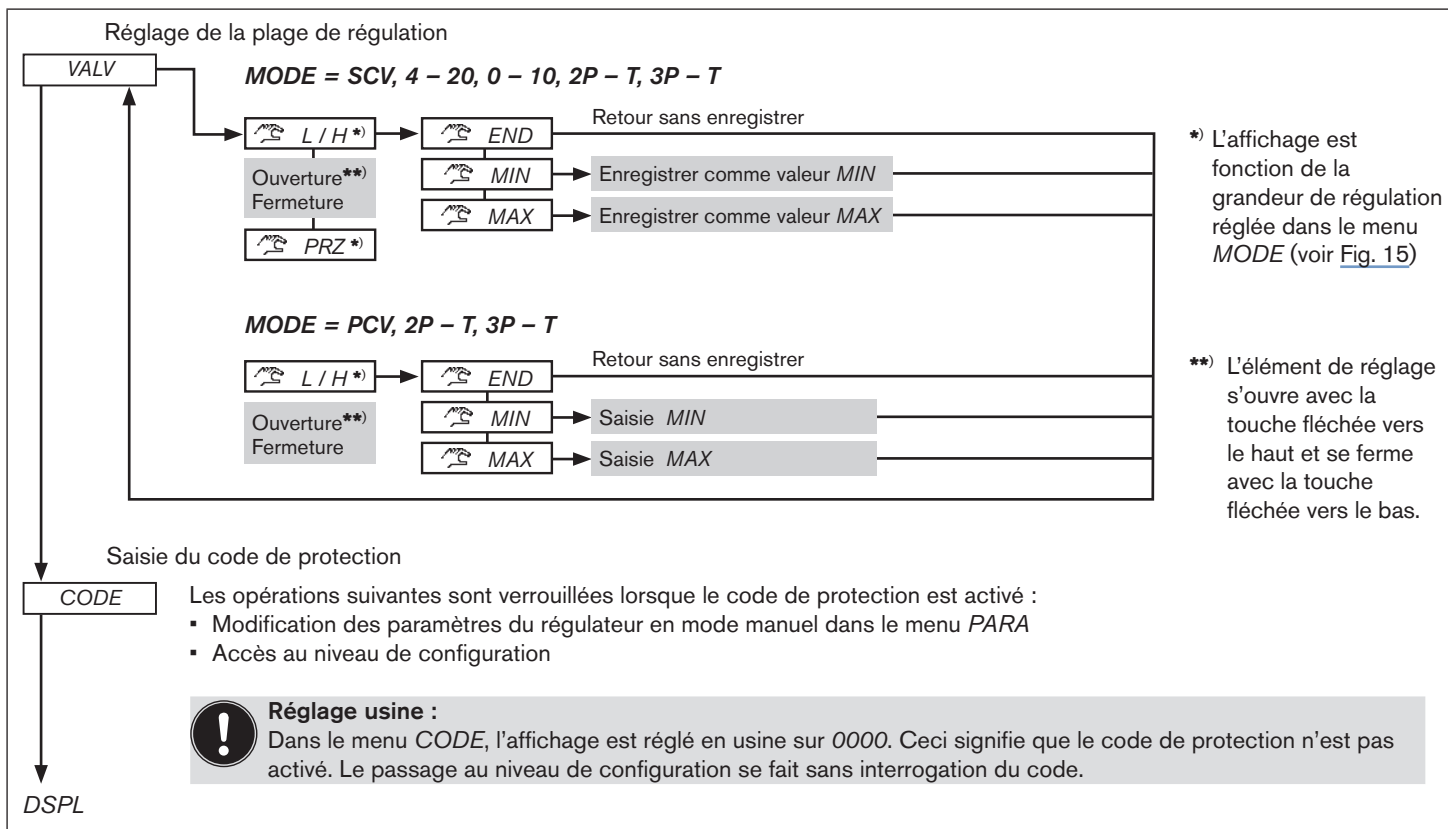 Réglage de la plage de régulation
VALV
MODE = SCV, 4 – 20, 0 – 10, 2P – T, 3P – T
L / H *)
END
Retour sans enregistrer
Ouverture**)
Fermeture
MIN
Enregistrer comme valeur MIN
MAX
Enregistrer comme valeur MAX
PRZ *)
*) L'affichage est
fonction de la
grandeur de régulation
réglée dans le menu
MODE (voir Fig. 15)
MODE = PCV, 2P – T, 3P – T
L / H *)
END
Retour sans enregistrer
Ouverture**)
Fermeture
MIN
Saisie MIN
MAX
Saisie MAX
**) L'élément de réglage
s'ouvre avec la
touche fléchée vers
le haut et se ferme
avec la touche
fléchée vers le bas.
Saisie du code de protection
CODE
Les opérations suivantes sont verrouillées lorsque le code de protection est activé :
▪ Modification des paramètres du régulateur en mode manuel dans le menu PARA
▪ Accès au niveau de configuration
!
Réglage usine :
Dans le menu CODE, l'affichage est réglé en usine sur 0000. Ceci signifie que le code de protection n'est pas
activé. Le passage au niveau de configuration se fait sans interrogation du code.
DSPL